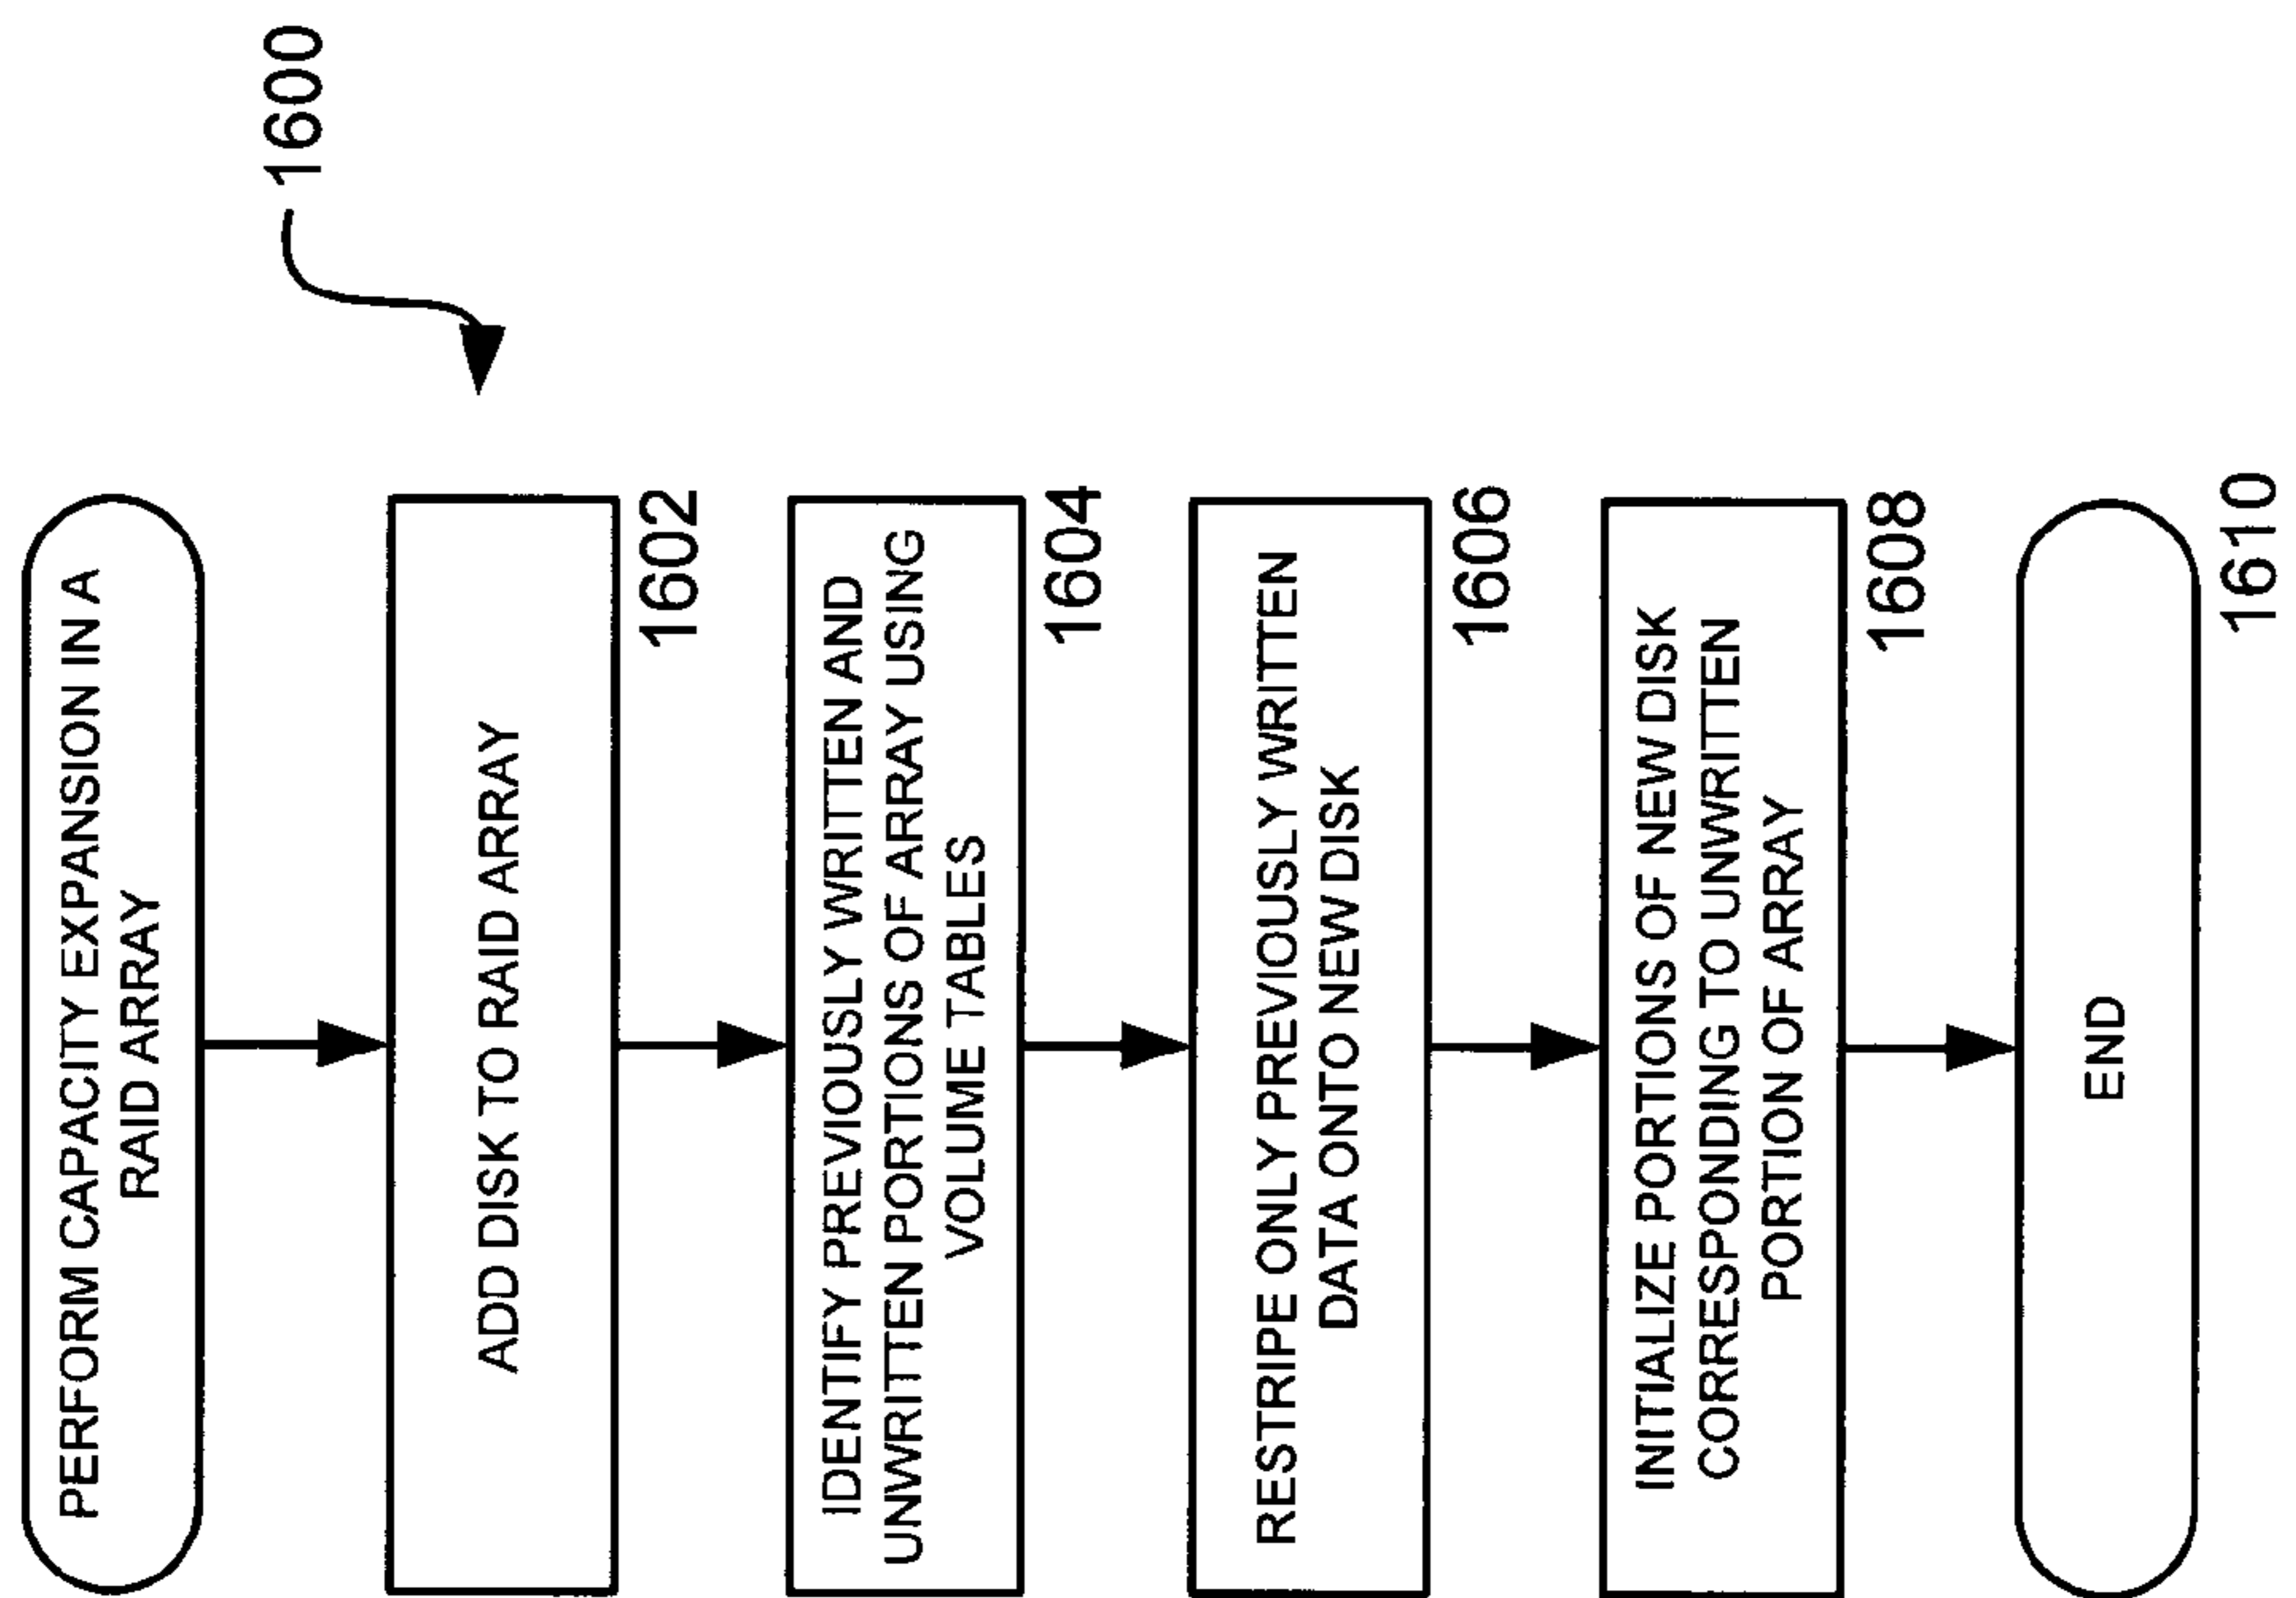 1600
PERFORM CAPACITY EXPANSION IN A
RAID ARRAY
ADD DISK TO RAID ARRAY
1602
IDENTIFY PREVIOUSLY WRITTEN AND
UNWRITTEN PORTIONS OF ARRAY USING
VOLUME TABLES
1604
RESTRIPE ONLY PREVIOUSLY WRITTEN
DATA ONTO NEW DISK
1606
INITIALIZE PORTIONS OF NEW DISK
CORRESPONDING TO UNWRITTEN
PORTION OF ARRAY
1608
END
1610